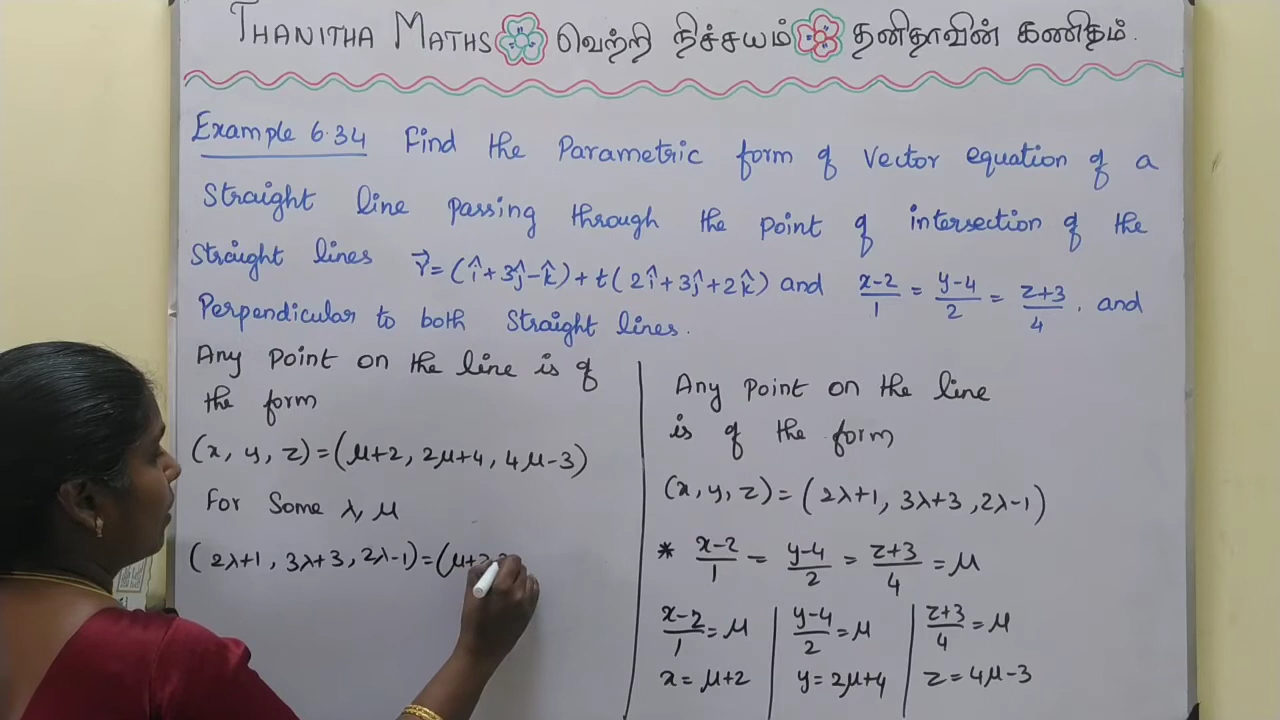 THANITHA MATHS வெற்றி நிச்சயம் தனிதாவின் கணிதம்.
Example 6.34 Find the Parametric form of Vector equation of a
Straight line passing through the point of intersection of the
Straight lines r⃗=(î+3ĵ-k̂)+t(2î+3ĵ+2k̂) and (x-2)/1 = (y-4)/2 = (z+3)/4, and
Perpendicular to both Straight lines.
Any Point on the line is of
the form
(x, y, z)=(μ+2, 2μ+4, 4μ-3)
For Some λ, μ
(2λ+1, 3λ+3, 2λ-1)=(μ+2,
Any point on the line
is of the form
(x, y, z)=(2λ+1, 3λ+3, 2λ-1)
* (x-2)/1 = (y-4)/2 = (z+3)/4 = μ
(x-2)/1=μ (y-4)/2=μ (z+3)/4=μ
x=μ+2 y=2μ+4 z=4μ-3